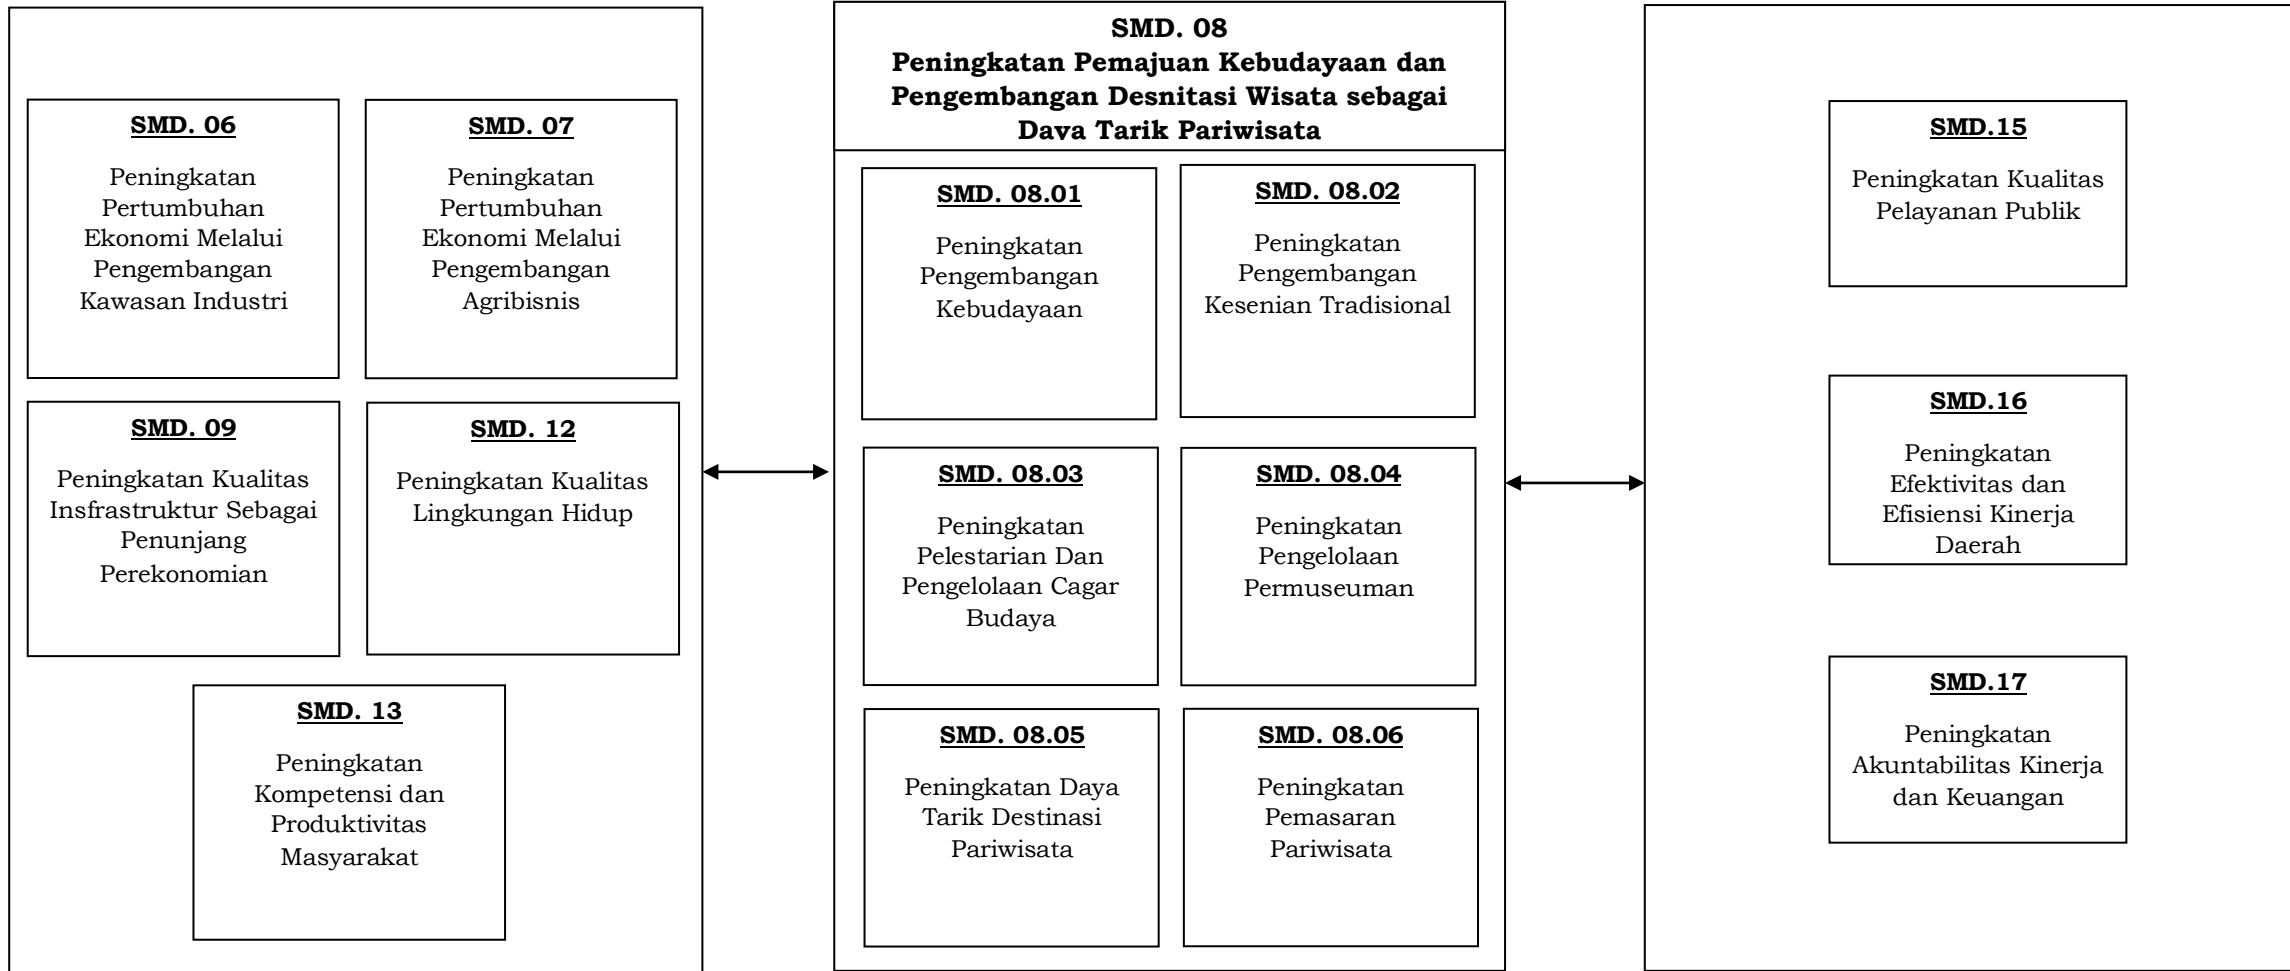 SMD. 06
Peningkatan
Pertumbuhan
Ekonomi Melalui
Pengembangan
Kawasan Industri
SMD. 07
Peningkatan
Pertumbuhan
Ekonomi Melalui
Pengembangan
Agribisnis
SMD. 09
Peningkatan Kualitas
Insfrastruktur Sebagai
Penunjang
Perekonomian
SMD. 12
Peningkatan Kualitas
Lingkungan Hidup
SMD. 13
Peningkatan
Kompetensi dan
Produktivitas
Masyarakat
SMD. 08
Peningkatan Pemajuan Kebudayaan dan
Pengembangan Desnitasi Wisata sebagai
Daya Tarik Pariwisata
SMD. 08.01
Peningkatan
Pengembangan
Kebudayaan
SMD. 08.02
Peningkatan
Pengembangan
Kesenian Tradisional
SMD. 08.03
Peningkatan
Pelestarian Dan
Pengelolaan Cagar
Budaya
SMD. 08.04
Peningkatan
Pengelolaan
Permuseuman
SMD. 08.05
Peningkatan Daya
Tarik Destinasi
Pariwisata
SMD. 08.06
Peningkatan
Pemasaran
Pariwisata
SMD.15
Peningkatan Kualitas
Pelayanan Publik
SMD.16
Peningkatan
Efektivitas dan
Efisiensi Kinerja
Daerah
SMD.17
Peningkatan
Akuntabilitas Kinerja
dan Keuangan